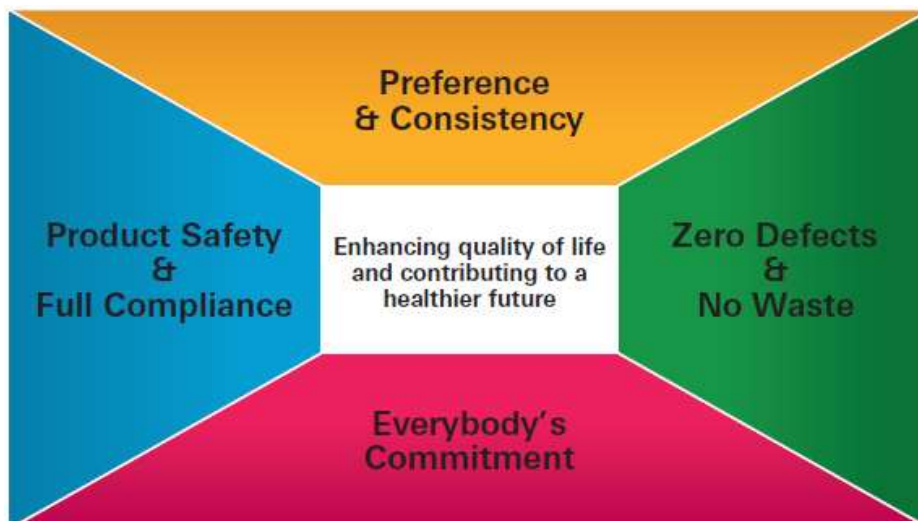 Preference
& Consistency
Product Safety
&
Full Compliance
Enhancing quality of life
and contributing to a
healthier future
Zero Defects
&
No Waste
Everybody's
Commitment